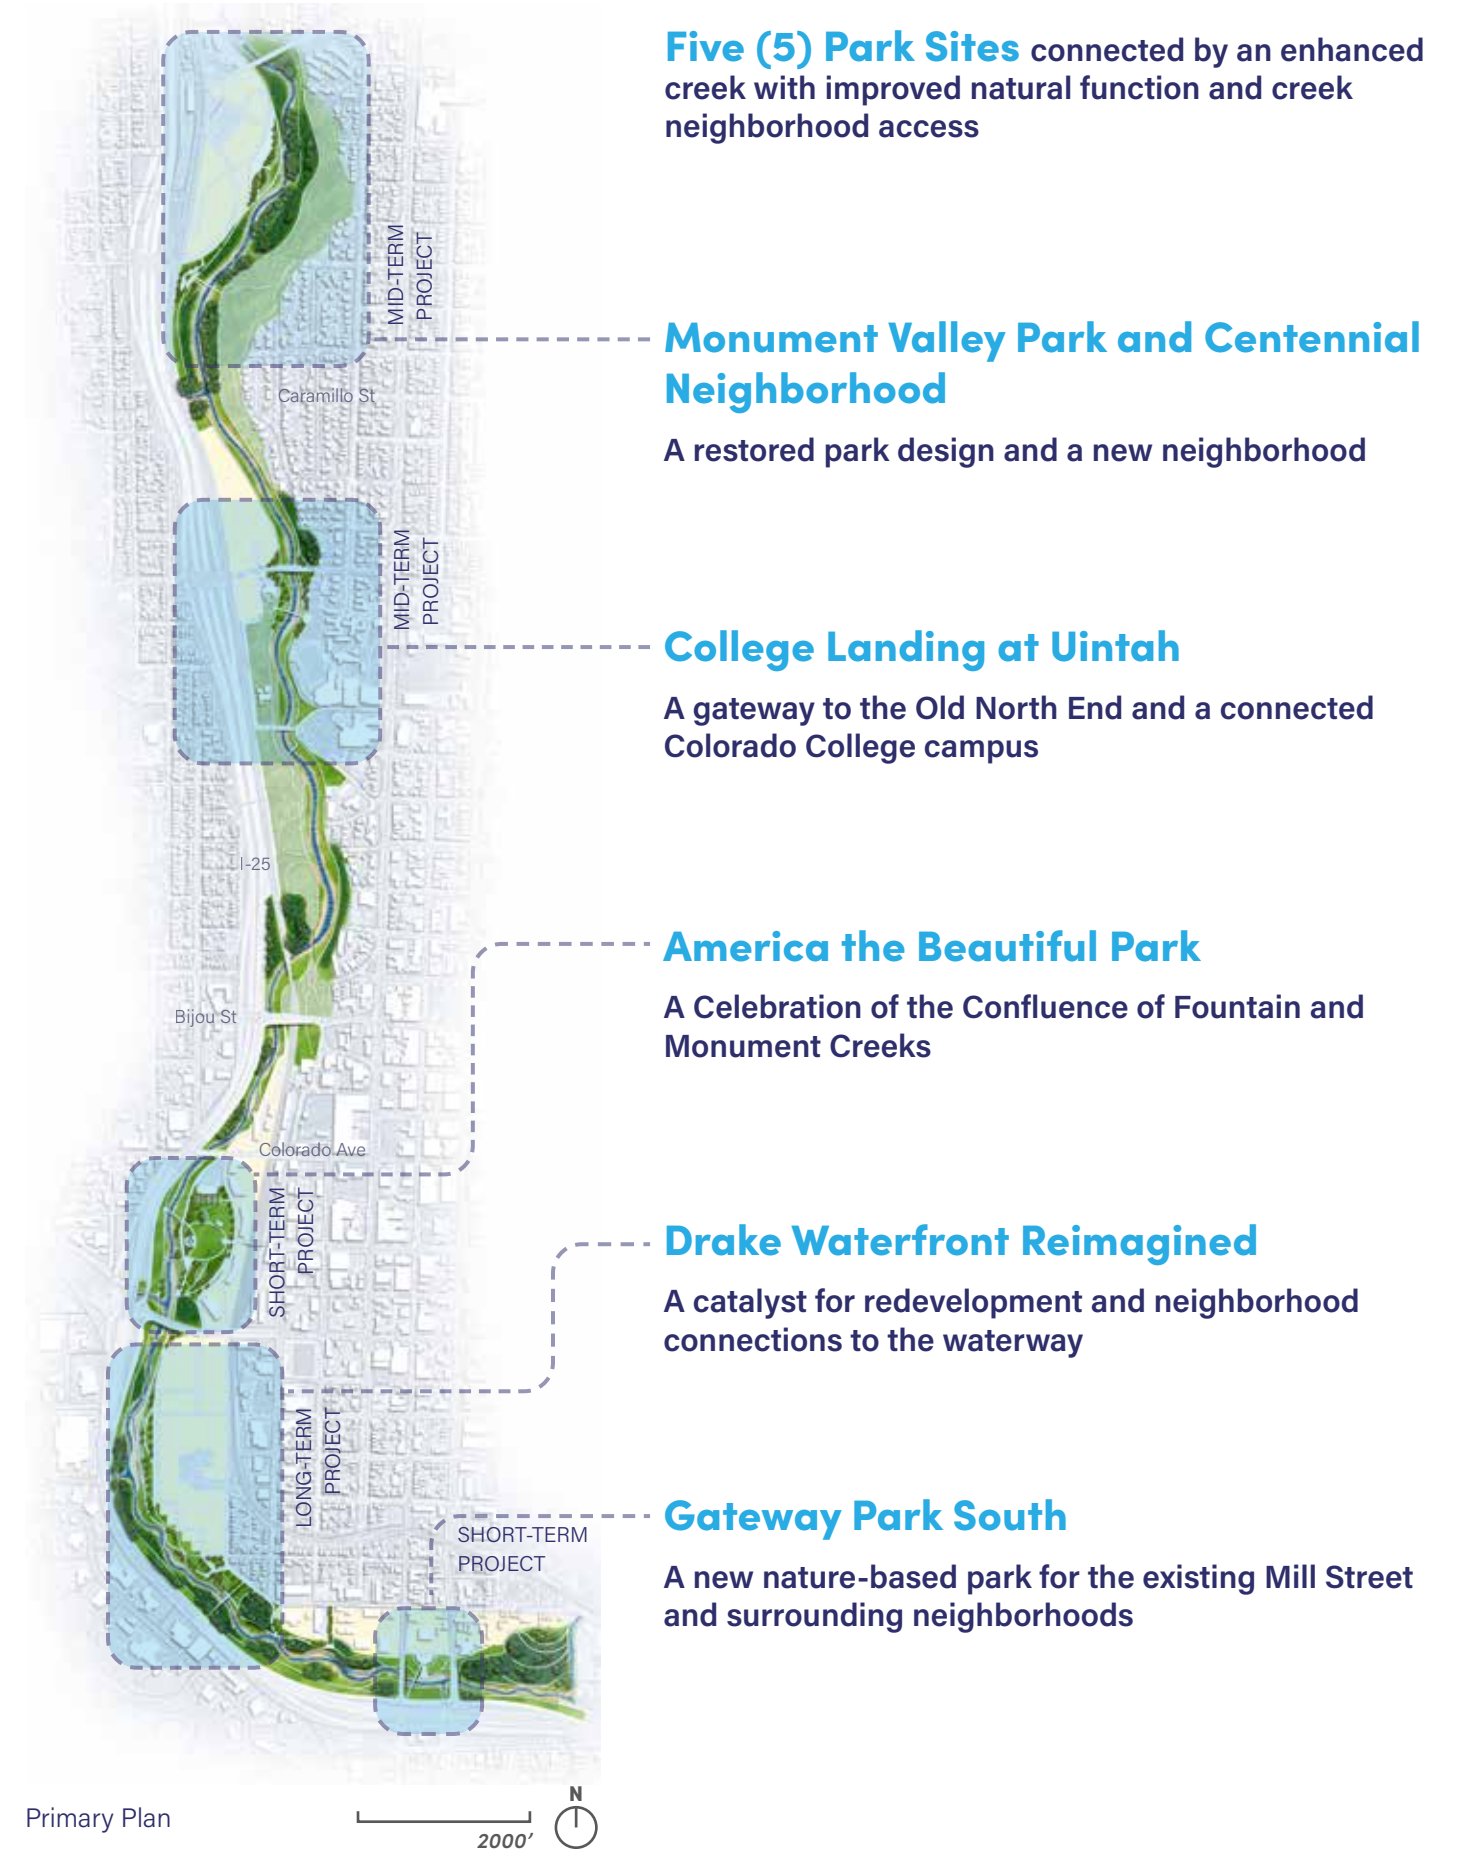 Five (5) Park Sites connected by an enhanced
creek with improved natural function and creek
neighborhood access
MID-TERM
PROJECT
Monument Valley Park and Centennial
Neighborhood
A restored park design and a new neighborhood
Caramillo St
MID-TERM
PROJECT
College Landing at Uintah
A gateway to the Old North End and a connected
Colorado College campus
I-25
America the Beautiful Park
A Celebration of the Confluence of Fountain and
Monument Creeks
Bijou St
Colorado Ave
SHORT-TERM
PROJECT
Drake Waterfront Reimagined
A catalyst for redevelopment and neighborhood
connections to the waterway
LONG-TERM
PROJECT
Gateway Park South
A new nature-based park for the existing Mill Street
and surrounding neighborhoods
SHORT-TERM
PROJECT
Primary Plan
2000’
N